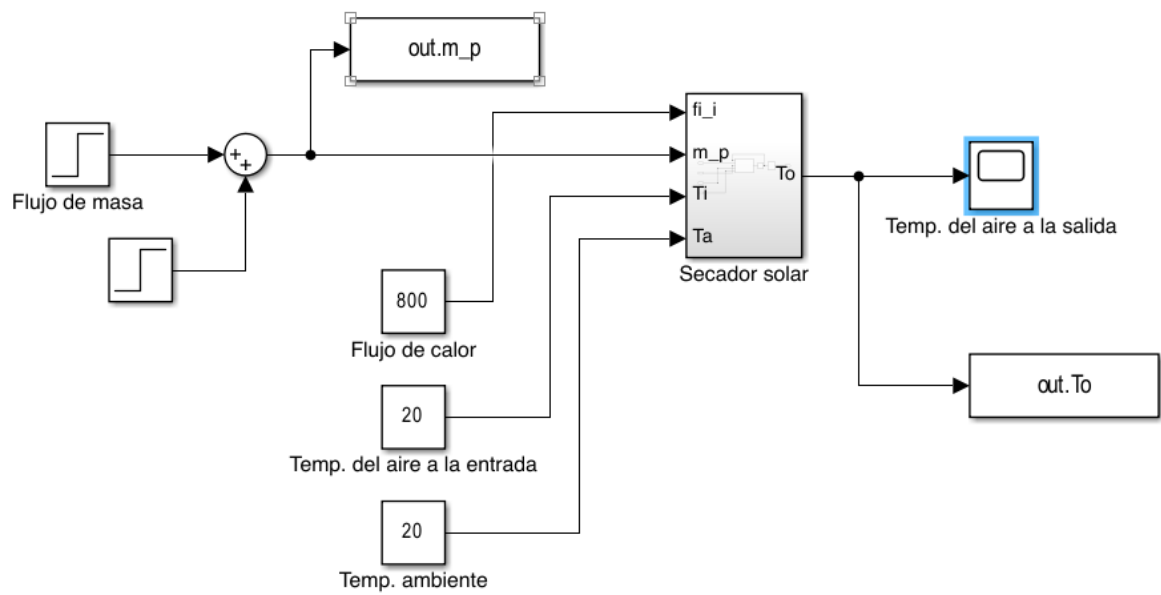 out.m_p
fi_i
m_p
Ti
Ta
To
Secador solar
Flujo de masa
++
Temp. del aire a la salida
800
Flujo de calor
out.To
20
Temp. del aire a la entrada
20
Temp. ambiente